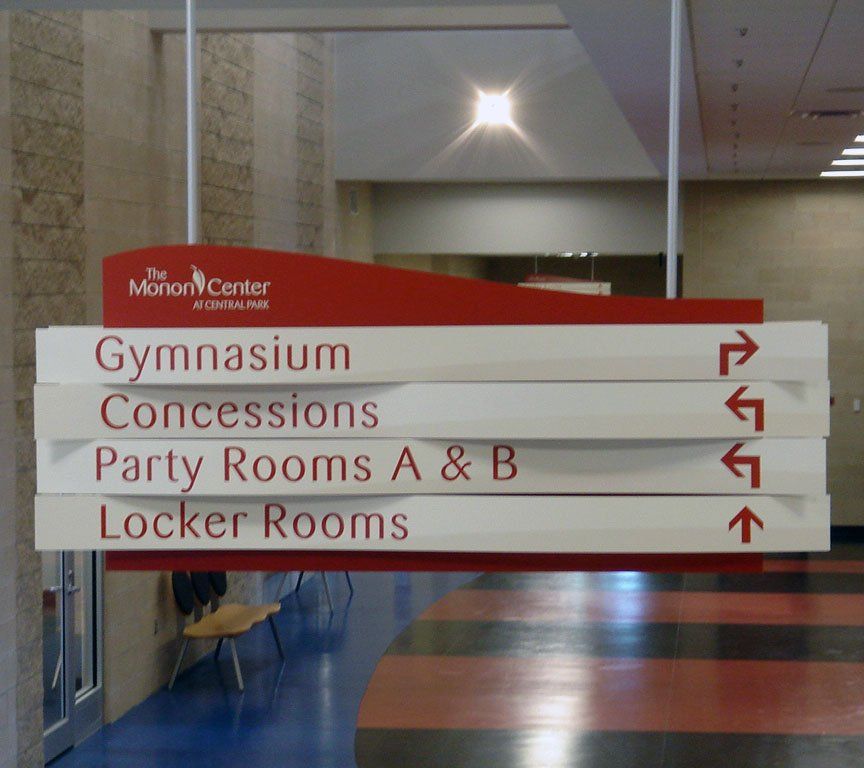 The
Monon Center
AT CENTRAL PARK
Gymnasium
Concessions
Party Rooms A & B
Locker Rooms